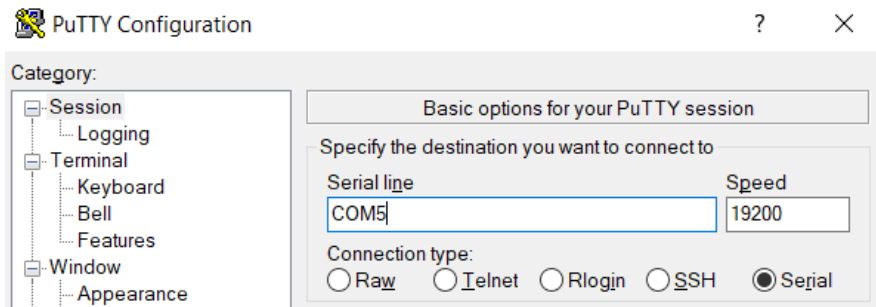 PuTTY Configuration
?
Category:
Session
Logging
Terminal
Keyboard
Bell
Features
Window
Appearance
Basic options for your PuTTY session
Specify the destination you want to connect to
Serial line
Speed
COM5
19200
Connection type:
Raw
Telnet
Rlogin
SSH
Serial